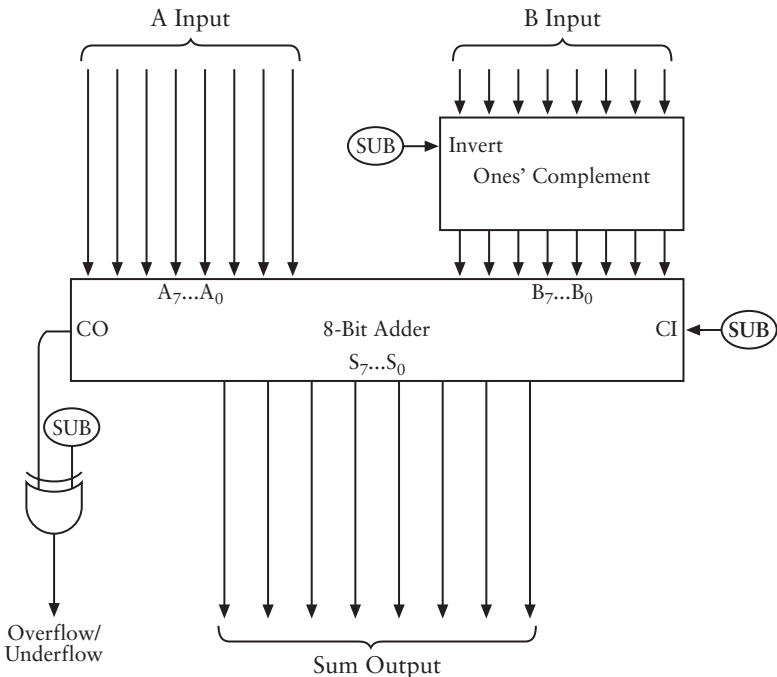 A Input
B Input
SUB
Invert
Ones’ Complement
A₇...A₀
B₇...B₀
CO
8-Bit Adder
CI
SUB
S₇...S₀
SUB
Overflow/
Underflow
Sum Output